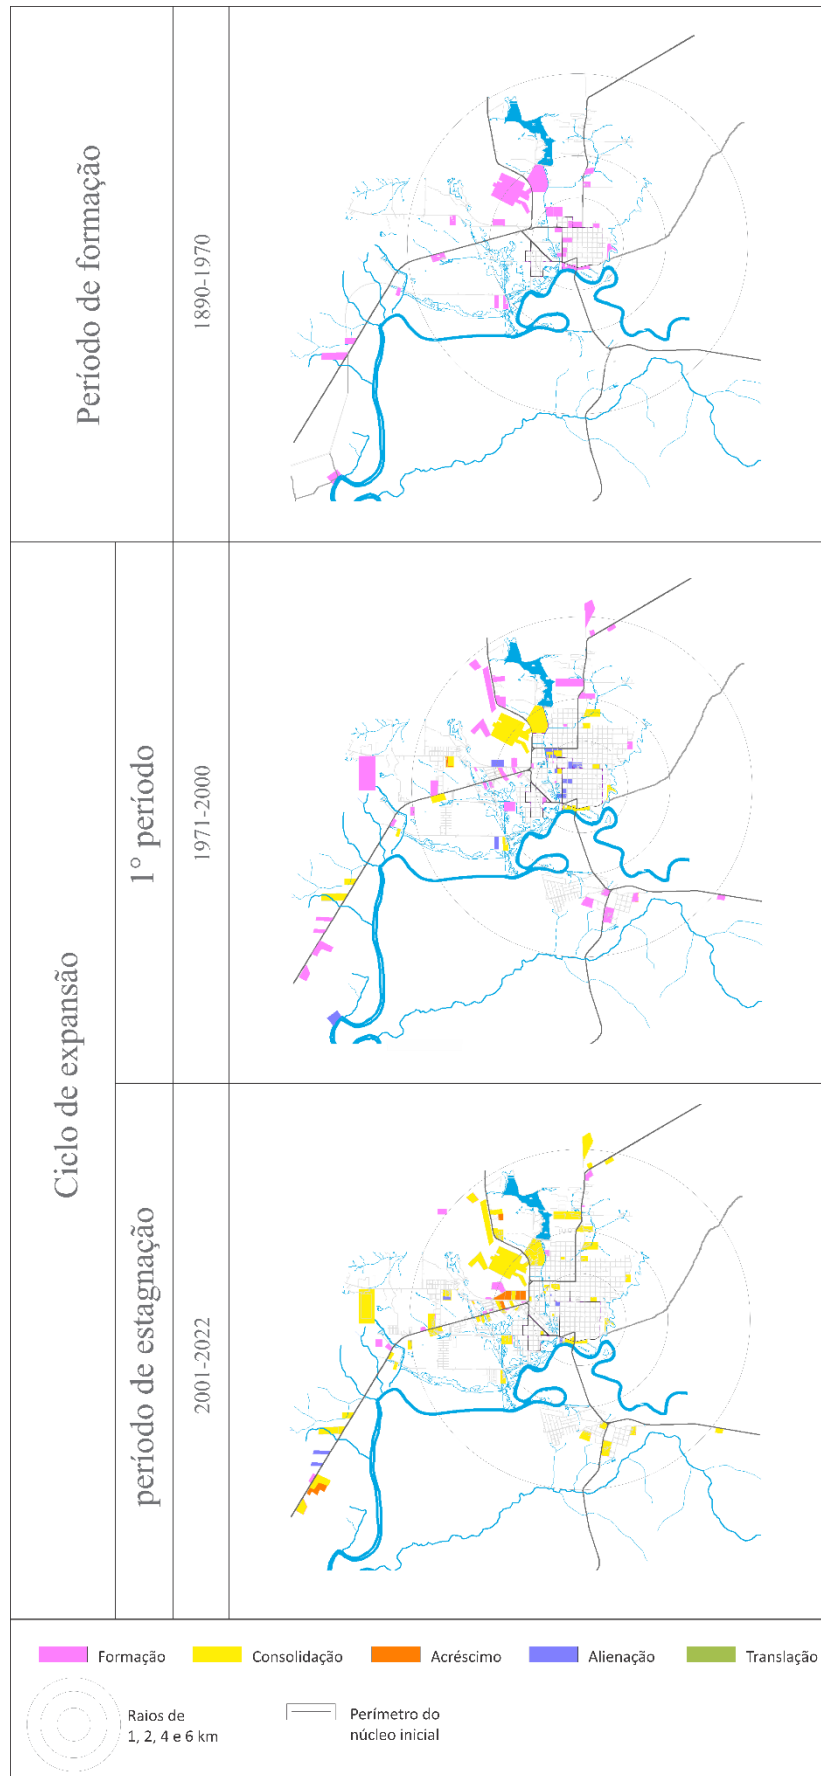 Período de formação
1890-1970
Ciclo de expansão
1° período
1971-2000
período de estagnação
2001-2022
Formação
Consolidação
Acréscimo
Alienação
Translação
Raios de
1, 2, 4 e 6 km
Perímetro do
núcleo inicial